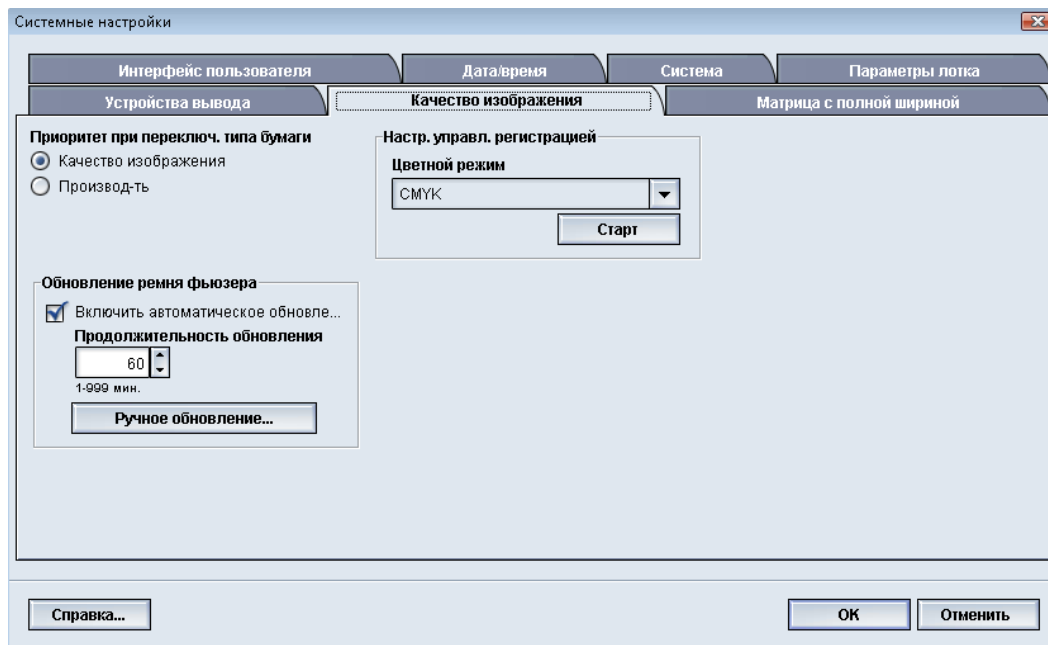 Системные настройки
Интерфейс пользователя
Дата/время
Система
Параметры лотка
Устройства вывода
Качество изображения
Матрица с полной шириной
Приоритет при переключ. типа бумаги
Качество изображения
Производ-ть
Настр. управл. регистрацией
Цветной режим
CMYK
Старт
Обновление ремня фьюзера
Включить автоматическое обновле...
Продолжительность обновления
60
1-999 мин.
Ручное обновление...
Справка...
OK
Отменить